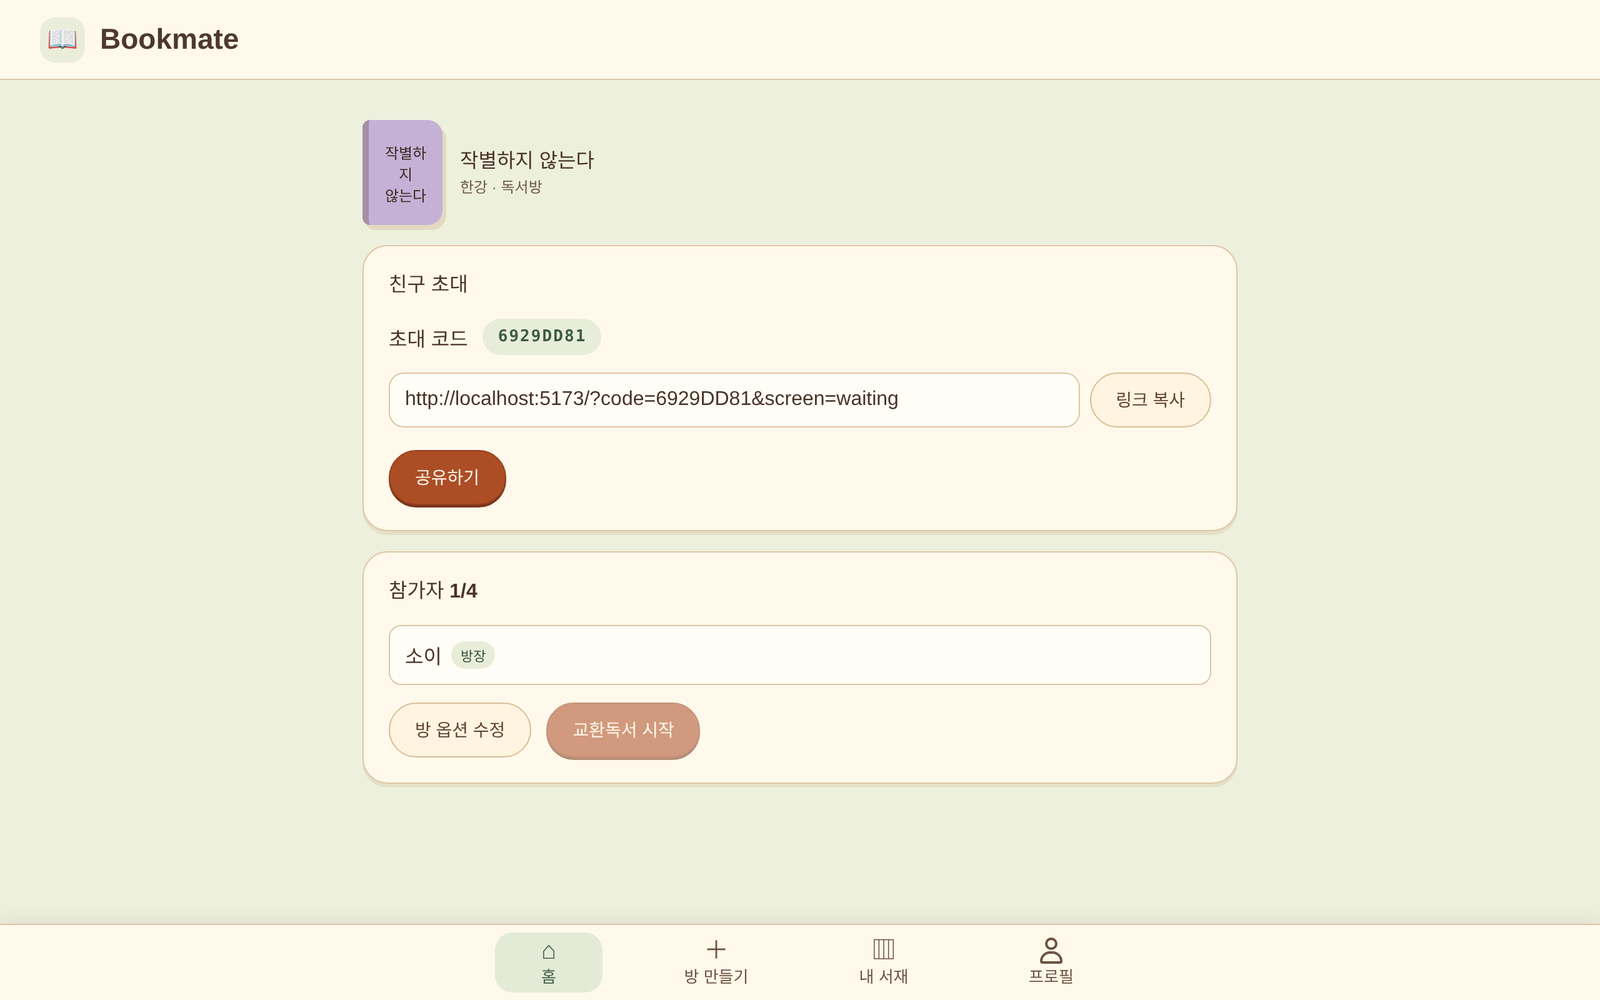 Bookmate
작별하
지
않는다
작별하지 않는다
한강 · 독서방
친구 초대
초대 코드 6929DD81
http://localhost:5173/?code=6929DD81&screen=waiting
링크 복사
공유하기
참가자 1/4
소이 방장
방 옵션 수정
교환독서 시작
홈
방 만들기
내 서재
프로필